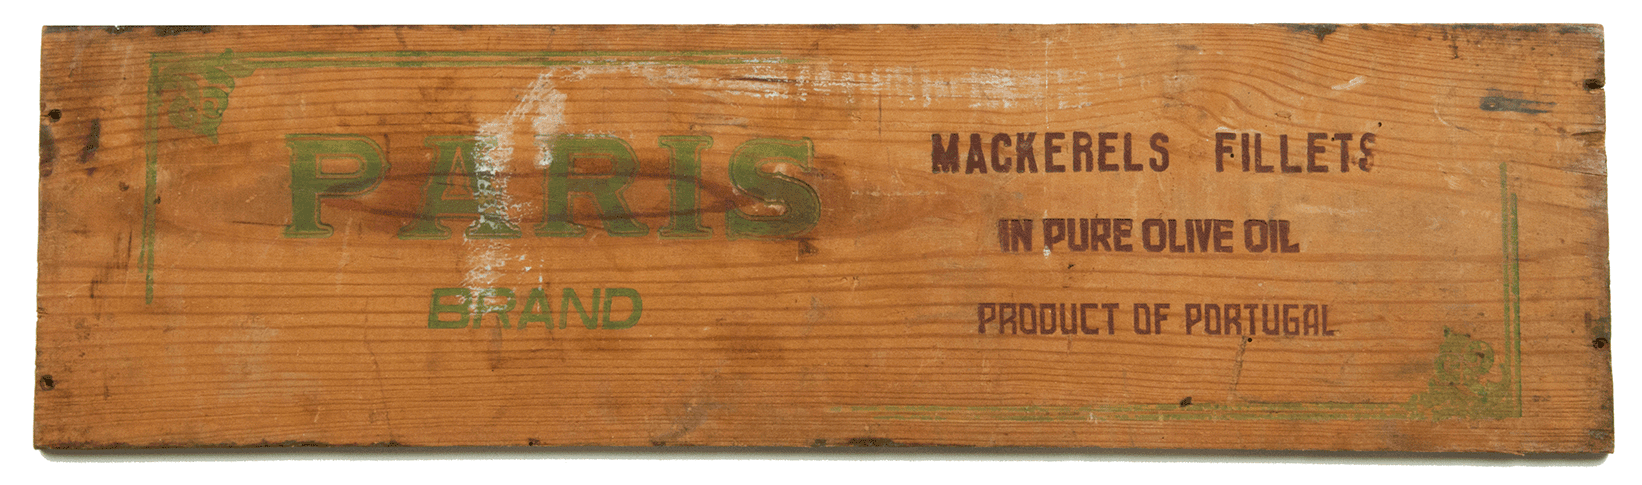 PARIS
BRAND
MACKERELS FILLETS
IN PURE OLIVE OIL
PRODUCT OF PORTUGAL